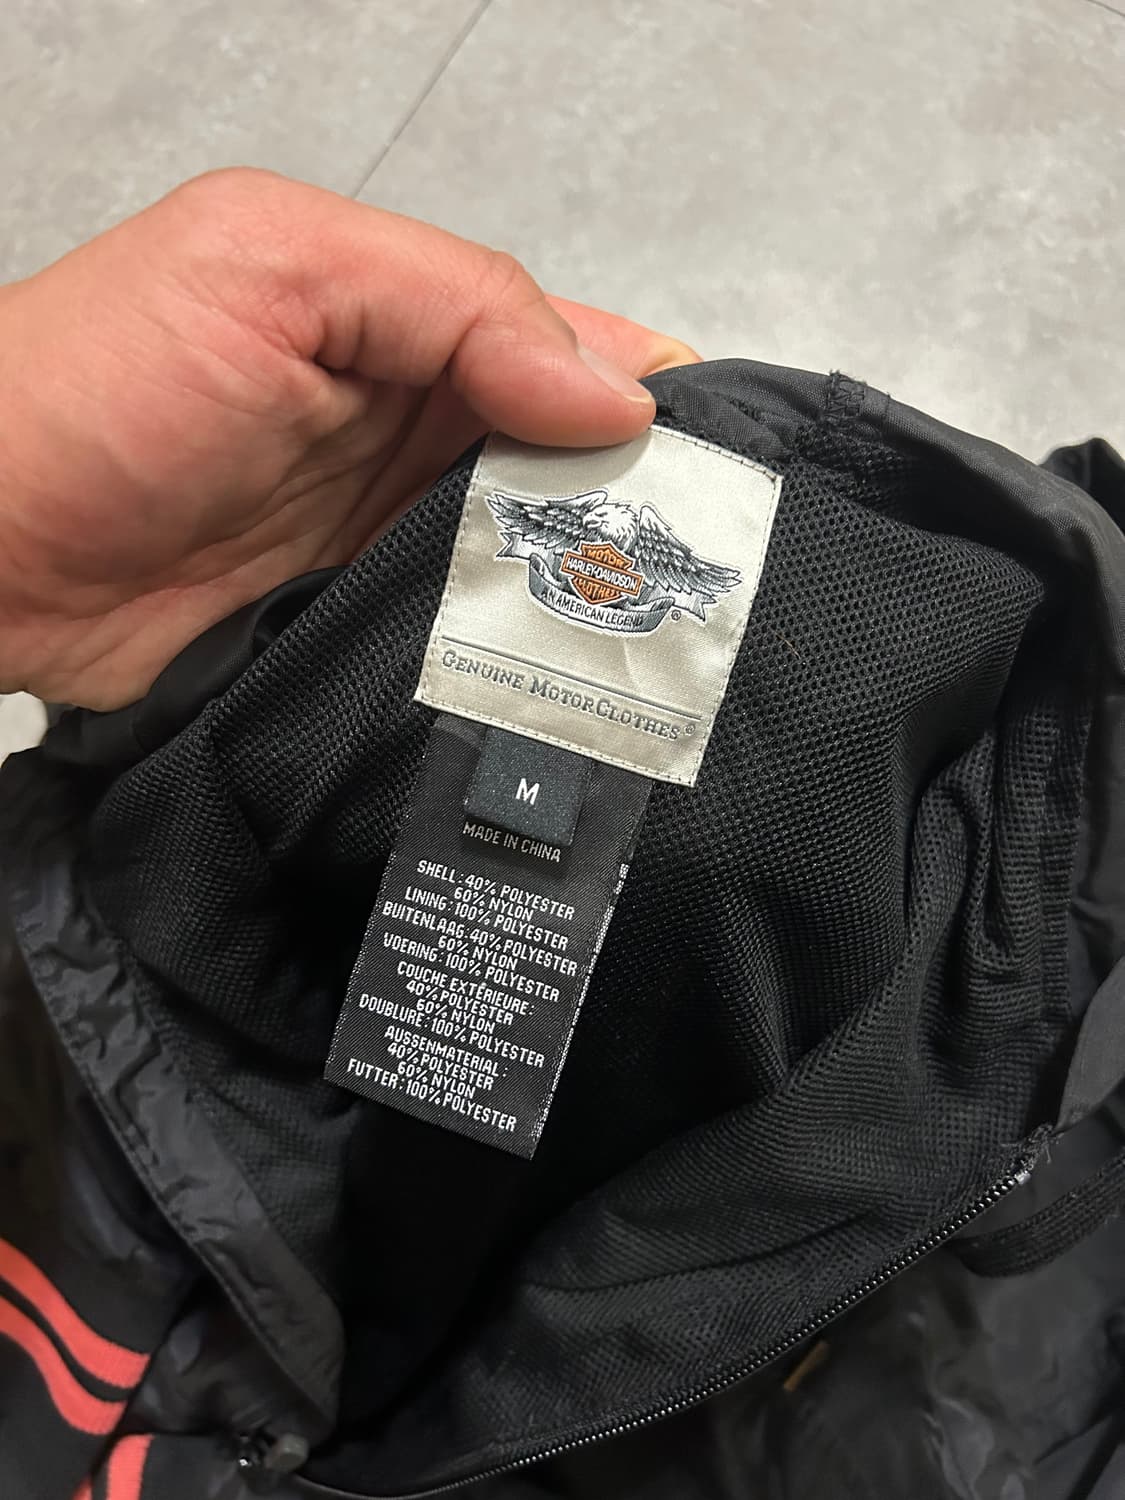 MOTOR
HARLEY-DAVIDSON
CLOTHES
AN AMERICAN LEGEND
®
GENUINE MOTORCLOTHES®
M
MADE IN CHINA
SHELL:40% POLYESTER
60% NYLON
LINING:100% POLYESTER
BUITENLAAG:40% POLYESTER
60% NYLON
VOERING:100% POLYESTER
COUCHE EXTÉRIEURE:
40% POLYESTER
60% NYLON
DOUBLURE:100% POLYESTER
AUSSENMATERIAL:
40% POLYESTER
60% NYLON
FUTTER:100% POLYESTER